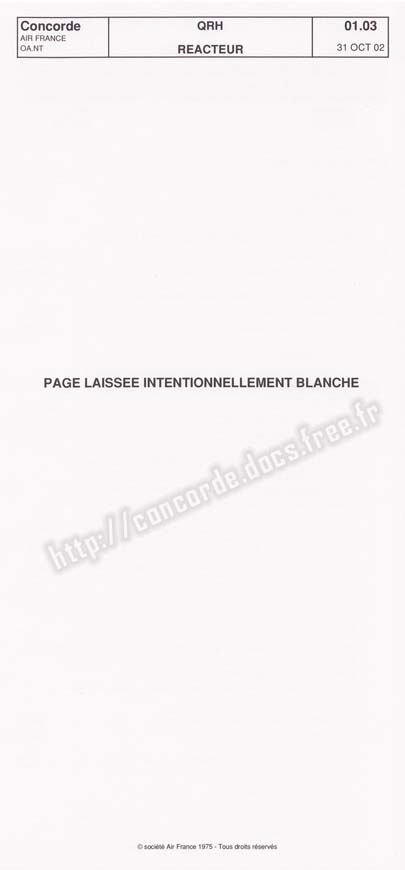 Concorde
AIR FRANCE
OA.NT
QRH
REACTEUR
01.03
31 OCT 02
PAGE LAISSEE INTENTIONNELLEMENT BLANCHE
http://concorde.docs.free.fr
© société Air France 1975 - Tous droits réservés